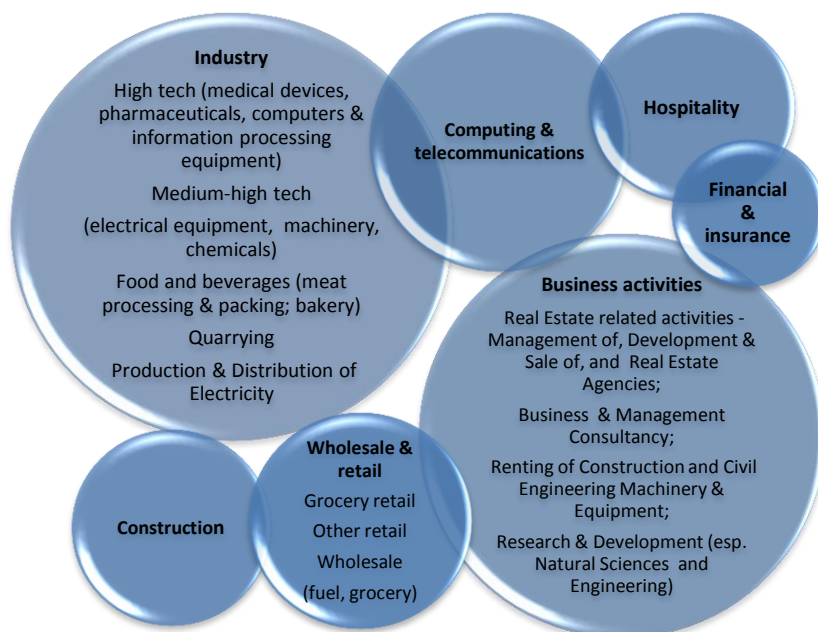 Industry
High tech (medical devices,
pharmaceuticals, computers &
information processing
equipment)
Medium-high tech
(electrical equipment, machinery,
chemicals)
Food and beverages (meat
processing & packing; bakery)
Quarrying
Production & Distribution of
Electricity
Computing &
telecommunications
Hospitality
Financial
&
insurance
Business activities
Real Estate related activities -
Management of, Development &
Sale of, and Real Estate
Agencies;
Business & Management
Consultancy;
Renting of Construction and Civil
Engineering Machinery &
Equipment;
Research & Development (esp.
Natural Sciences and
Engineering)
Construction
Wholesale &
retail
Grocery retail
Other retail
Wholesale
(fuel, grocery)